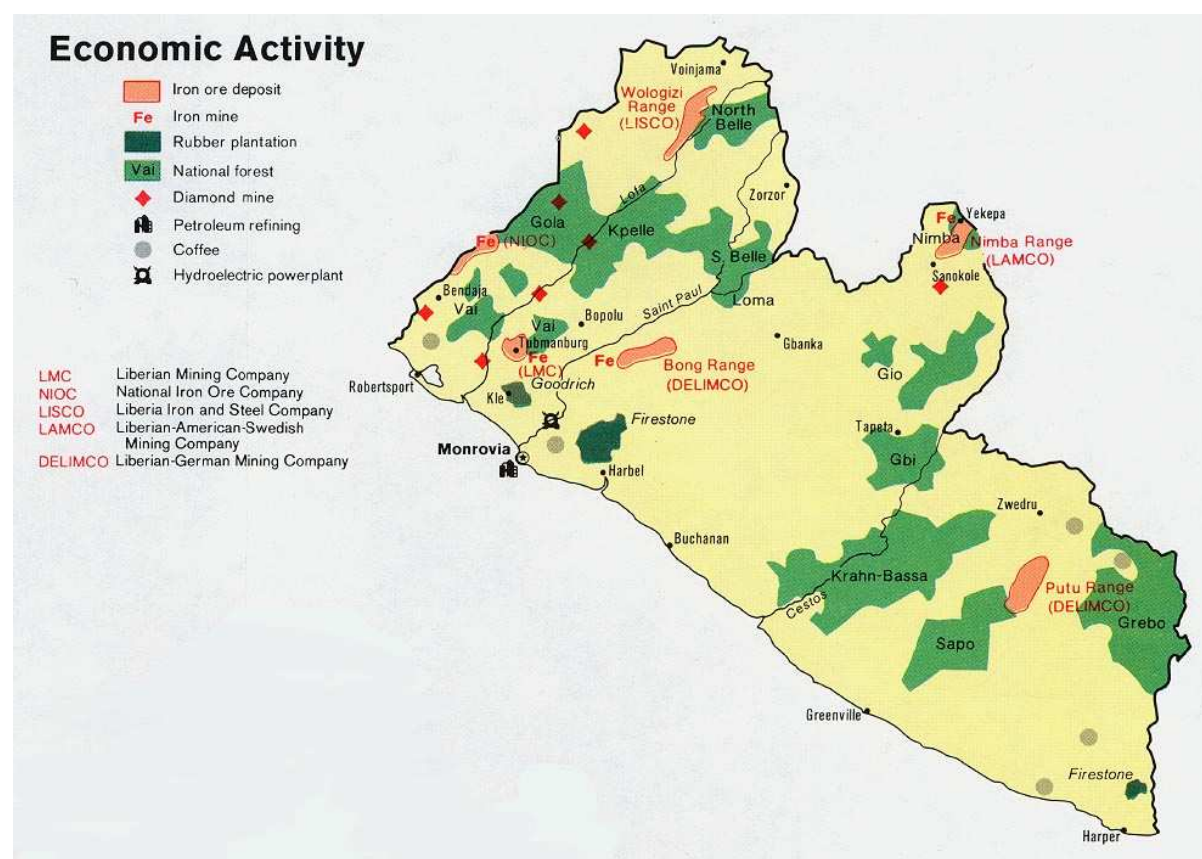 Economic Activity
Iron ore deposit
Fe Iron mine
Rubber plantation
Vai National forest
Diamond mine
Petroleum refining
Coffee
Hydroelectric powerplant
LMC Liberian Mining Company
NIOC National Iron Ore Company
LISCO Liberia Iron and Steel Company
LAMCO Liberian-American-Swedish
Mining Company
DELIMCO Liberian-German Mining Company
Voinjama
Wologizi
Range
(LISCO)
North
Belle
Zorzor
Lofa
Gola
Kpelle
Fe (NIOC)
S. Belle
Loma
Saint Paul
Fe Yekepa
Nimba
Nimba Range
(LAMCO)
Sanokole
Bendaja
Vai
Vai
Bopolu
Tubmanburg
Fe
(LMC)
Fe
Bong Range
(DELIMCO)
Gbanka
Gio
Robertsport
Kle
Goodrich
Firestone
Monrovia
Harbel
Tapeta
Gbi
Zwedru
Buchanan
Krahn-Bassa
Cestos
Putu Range
(DELIMCO)
Grebo
Sapo
Greenville
Firestone
Harper